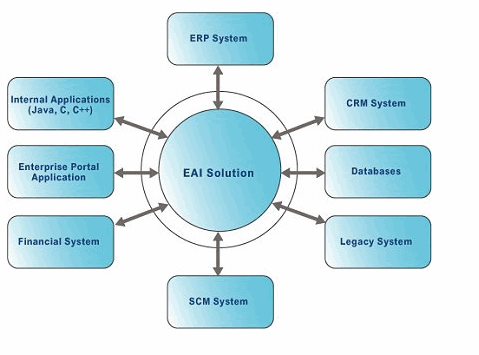 ERP System
Internal Applications
(Java, C, C++)
CRM System
Enterprise Portal
Application
EAI Solution
Databases
Financial System
Legacy System
SCM System